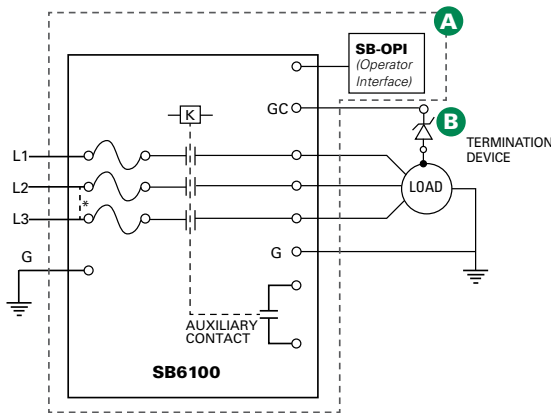 A
SB-OPI
(Operator
Interface)
GC
B
TERMINATION
DEVICE
K
L1
L2
L3
*
LOAD
G
G
AUXILIARY
CONTACT
SB6100